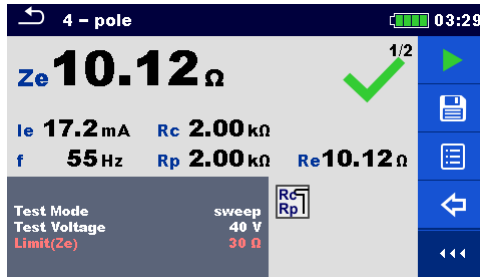 4 – pole 03:29
Ze 10.12 Ω 1/2
Ie 17.2 mA Rc 2.00 kΩ
f 55 Hz Rp 2.00 kΩ Re 10.12 Ω
Rc
Rp
Test Mode sweep
Test Voltage 40 V
Limit(Ze) 30 Ω